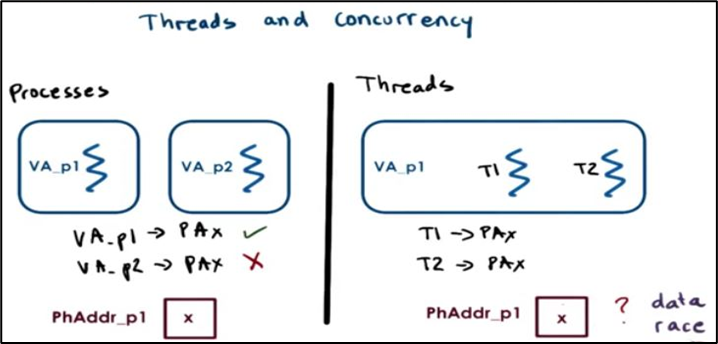 Threads and concurrency
Processes
VA_p1
VA_p2
VA_p1 → PAx ✓
VA_p2 → PAx X
PhAddr_p1
x
Threads
VA_p1
T1
T2
T1 → PAx
T2 → PAx
PhAddr_p1
x
? data
race